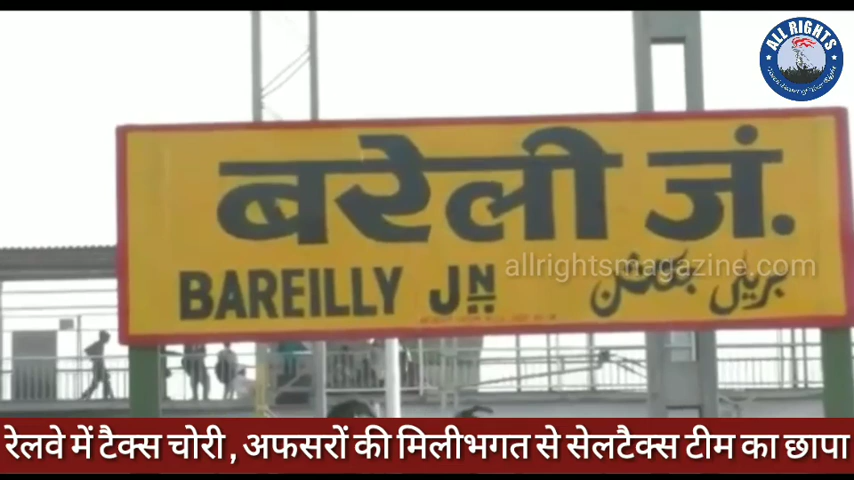 ALL RIGHTS
बरेली जं.
BAREILLY JN
بریلی جنکشن
allrightsmagazine.com
रेलवे में टैक्स चोरी , अफसरों की मिलीभगत से सेलटैक्स टीम का छापा